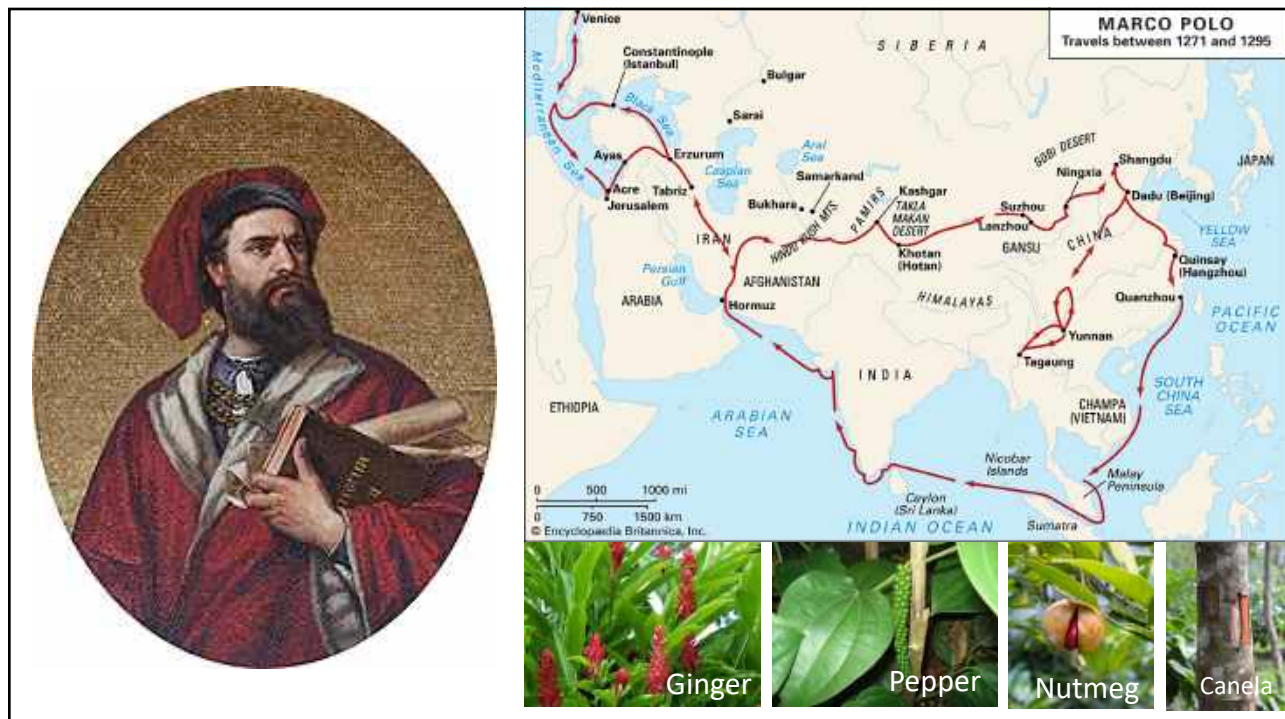 MARCO POLO
Travels between 1271 and 1295
Venice
SIBERIA
Constantinople
(Istanbul)
Bulgar
Mediterranean Sea
Black Sea
Sarai
Aral
Sea
GOBI DESERT
Shangdu
JAPAN
Ayas
Erzurum
Caspian
Sea
Samarkand
Ningxia
Acre
Tabriz
Kashgar
Dadu (Beijing)
Jerusalem
Bukhara
PAMIRS
TAKLA
MAKAN
DESERT
Suzhou
Lanzhou
YELLOW
SEA
IRAN
HINDU KUSH MTS.
GANSU
CHINA
Khotan
(Hotan)
Quinsay
(Hangzhou)
Persian
Gulf
AFGHANISTAN
ARABIA
Hormuz
HIMALAYAS
Quanzhou
PACIFIC
OCEAN
Yunnan
Tagaung
INDIA
ETHIOPIA
ARABIAN
SEA
CHAMPA
(VIETNAM)
SOUTH
CHINA
SEA
Nicobar
Islands
Malay
Peninsula
0 500 1000 mi
0 750 1500 km
Ceylon
(Sri Lanka)
Sumatra
© Encyclopædia Britannica, Inc.
INDIAN OCEAN
Ginger
Pepper
Nutmeg
Canela